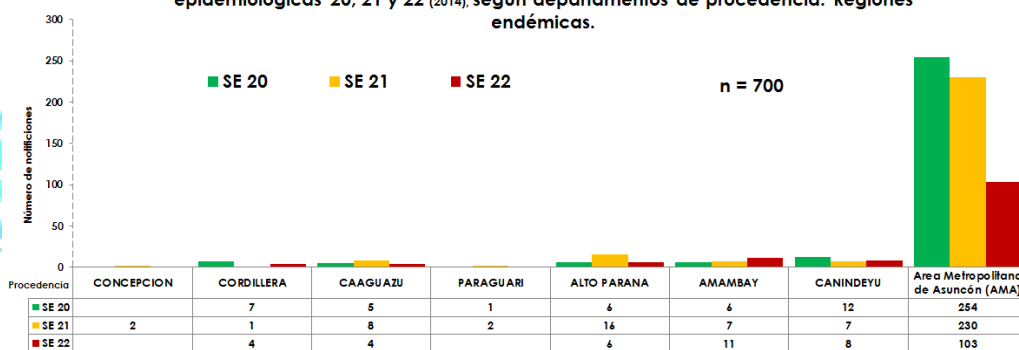 epidemiológicas 20, 21 y 22 (2014), según departamentos de procedencia. Regiones
endémicas.
300
250
200
150
100
50
0
Número de notificiones
SE 20 SE 21 SE 22
n = 700
Procedencia CONCEPCION CORDILLERA CAAGUAZU PARAGUARI ALTO PARANA AMAMBAY CANINDEYU Area Metropolitana
de Asuncón (AMA)
SE 20 7 5 1 6 6 12 254
SE 21 2 1 8 2 16 7 7 230
SE 22 4 4 6 11 8 103